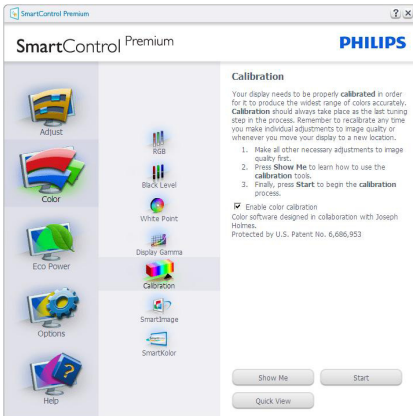 SmartControl Premium
SmartControl Premium
PHILIPS
Adjust
Color
Eco Power
Options
Help
RGB
Black Level
White Point
Display Gamma
Calibration
SmartImage
SmartKolor
Calibration
Your display needs to be properly calibrated in order
for it to produce the widest range of colors accurately.
Calibration should always take place as the last tuning
step in the process. Remember to recalibrate any time
you make individual adjustments to image quality or
whenever you move your display to a new location.
1. Make all other necessary adjustments to image
quality first.
2. Press Show Me to learn how to use the
calibration tools.
3. Finally, press Start to begin the calibration
process.
Enable color calibration
Color software designed in collaboration with Joseph
Holmes.
Protected by U.S. Patent No. 6,686,953
Show Me
Start
Quick View